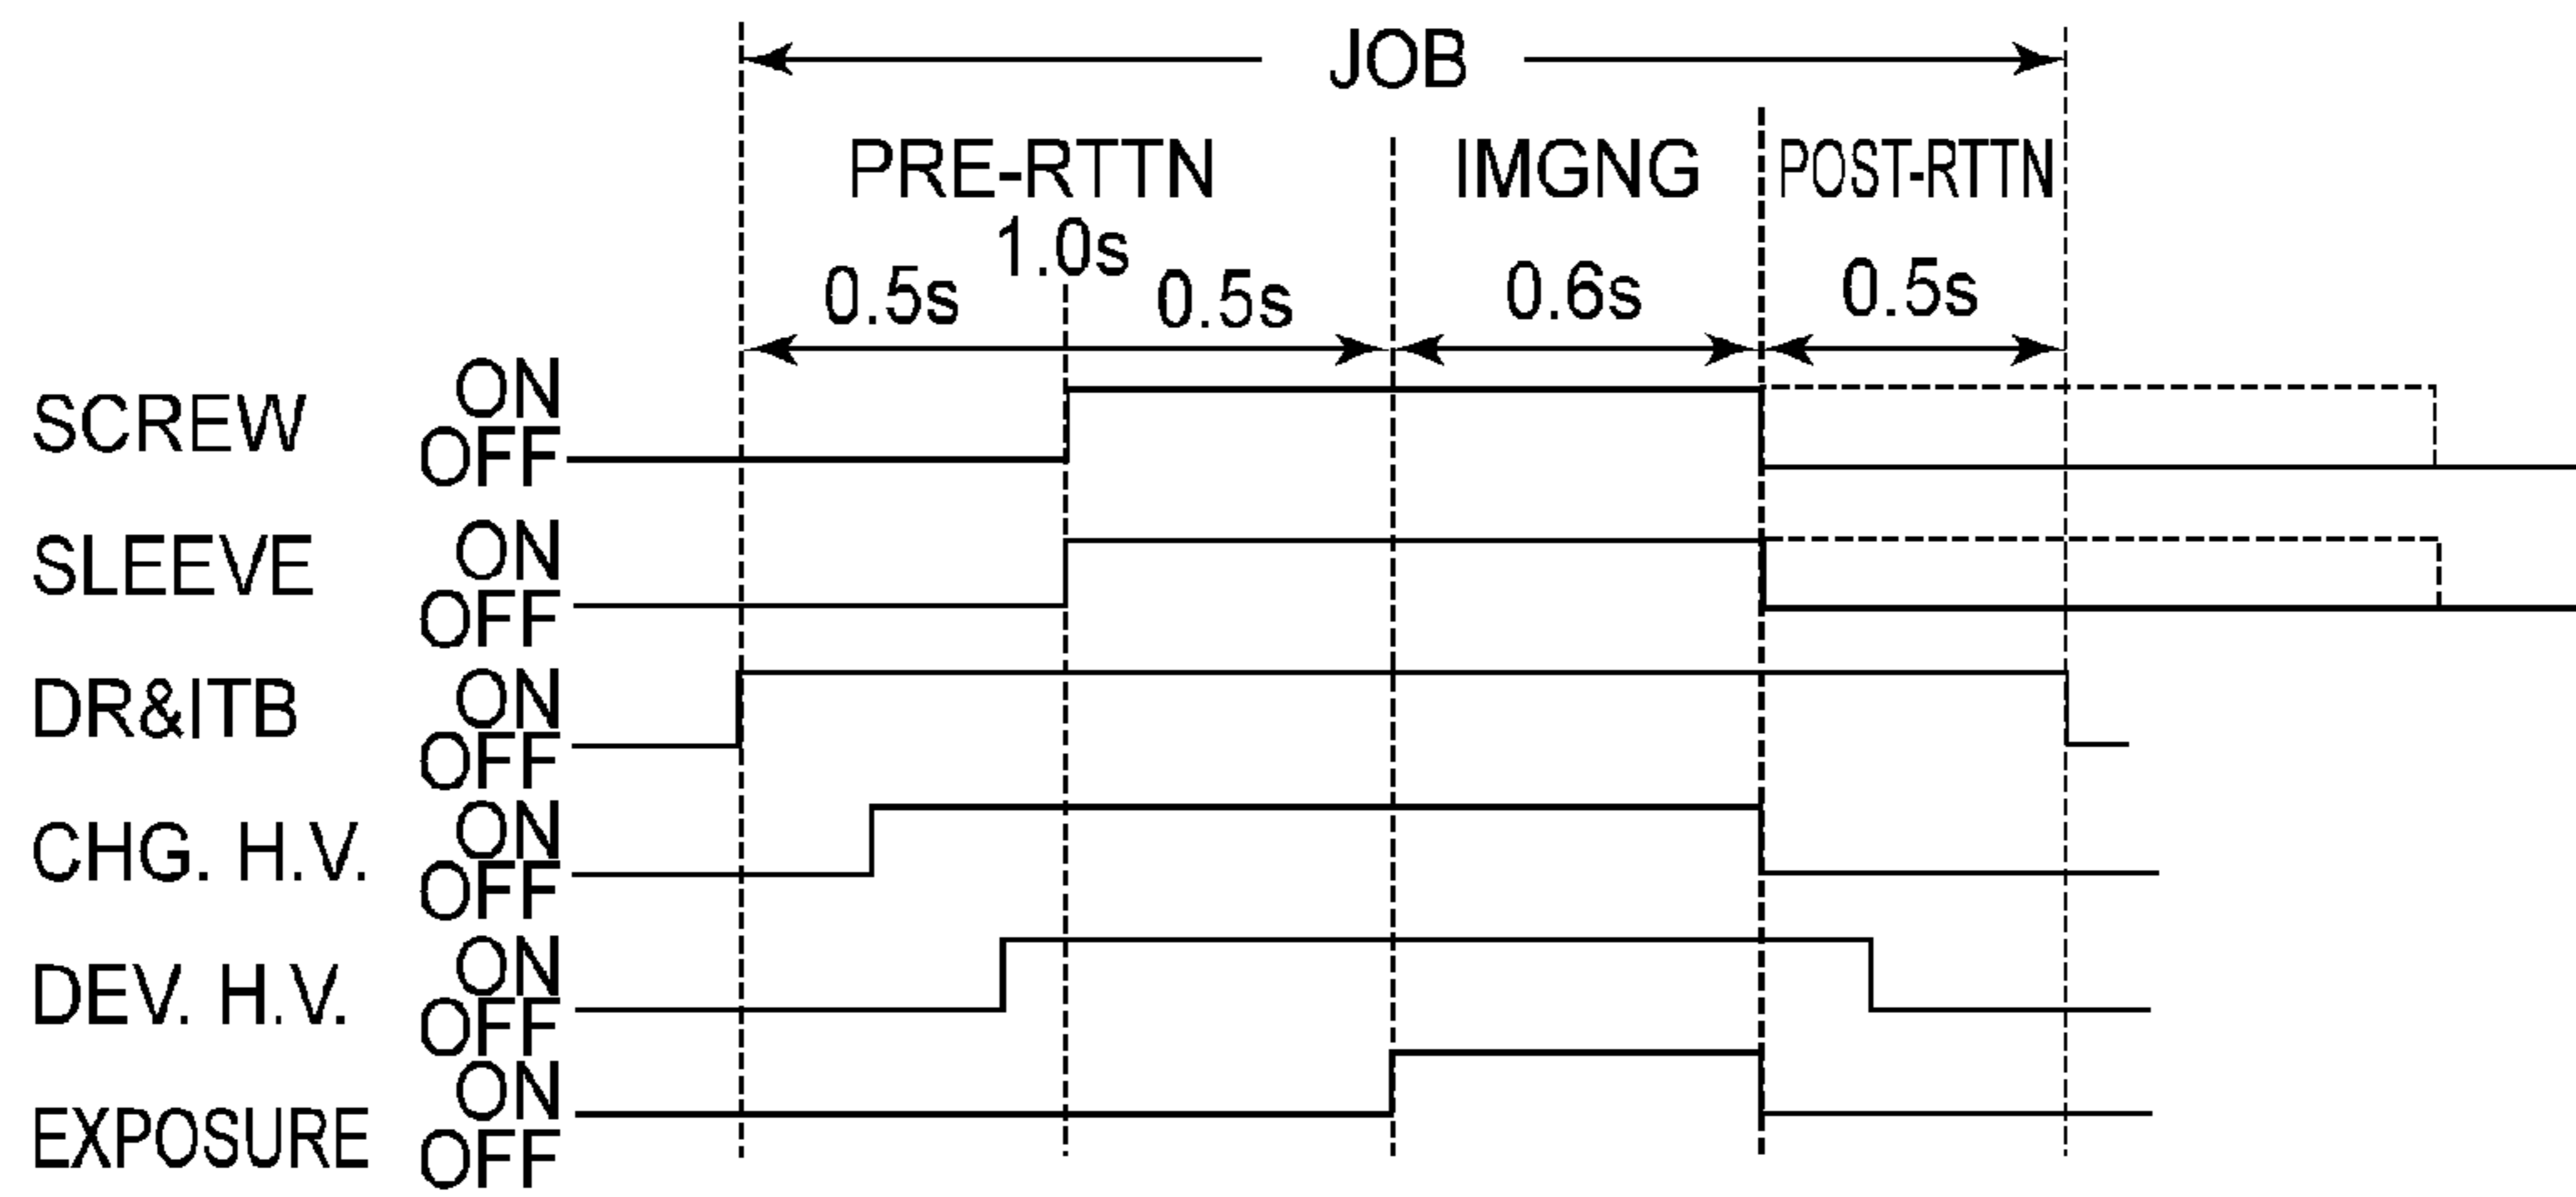 JOB
PRE-RTTN IMGNG POST-RTTN
1.0s
0.5s 0.5s 0.6s 0.5s
SCREW ON
OFF
SLEEVE ON
OFF
DR&ITB ON
OFF
CHG. H.V. ON
OFF
DEV. H.V. ON
OFF
EXPOSURE ON
OFF